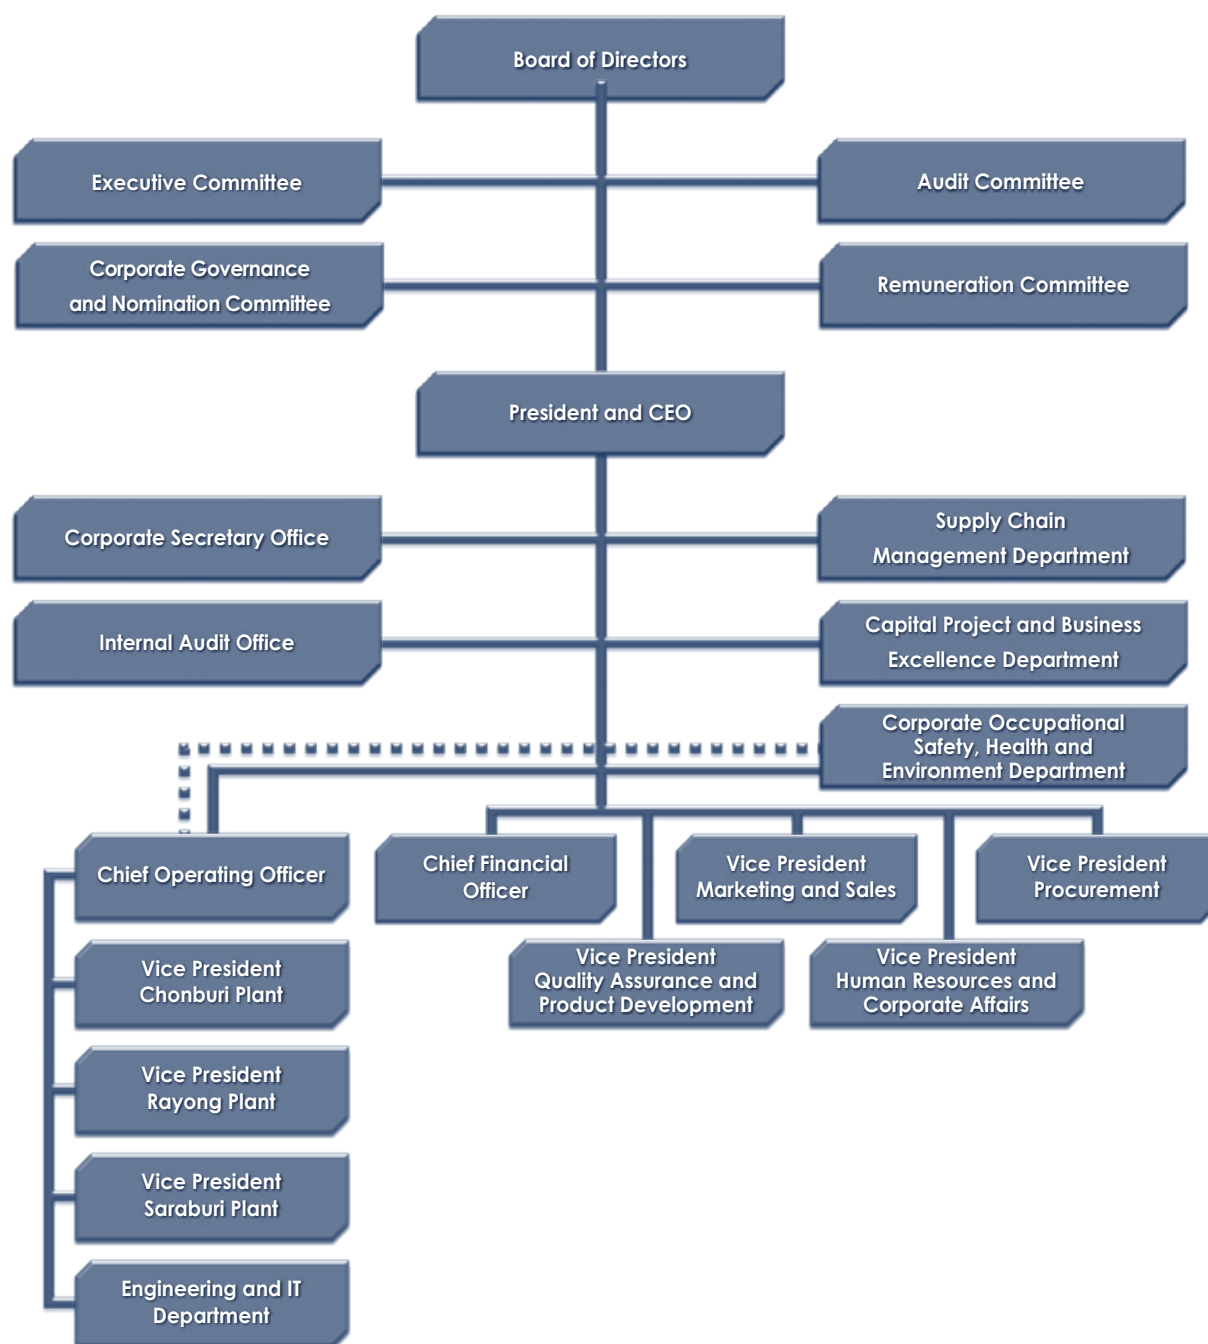 Board of Directors
Executive Committee
Audit Committee
Corporate Governance
and Nomination Committee
Remuneration Committee
President and CEO
Corporate Secretary Office
Supply Chain
Management Department
Internal Audit Office
Capital Project and Business
Excellence Department
Corporate Occupational
Safety, Health and
Environment Department
Chief Operating Officer
Chief Financial
Officer
Vice President
Marketing and Sales
Vice President
Procurement
Vice President
Quality Assurance and
Product Development
Vice President
Human Resources and
Corporate Affairs
Vice President
Chonburi Plant
Vice President
Rayong Plant
Vice President
Saraburi Plant
Engineering and IT
Department